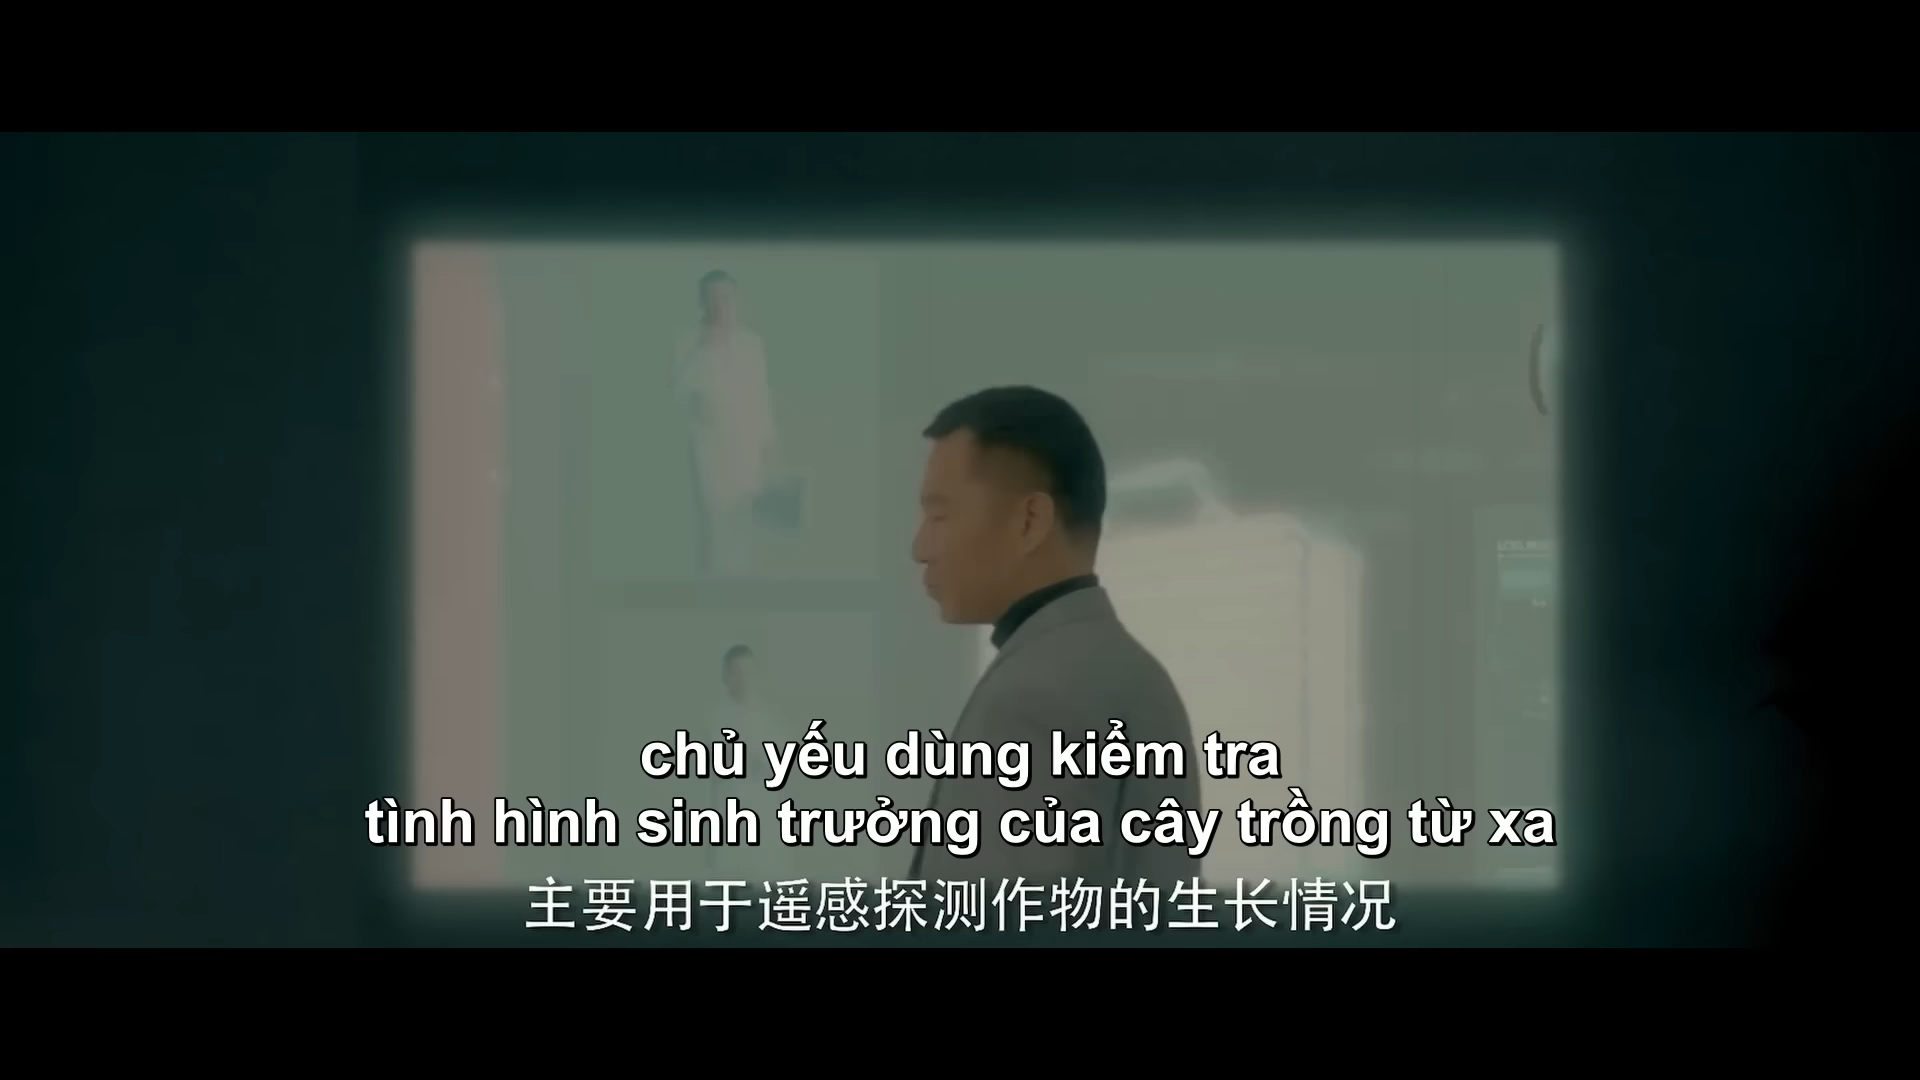 chủ yếu dùng kiểm tra
tình hình sinh trưởng của cây trồng từ xa
主要用于遥感探测作物的生长情况